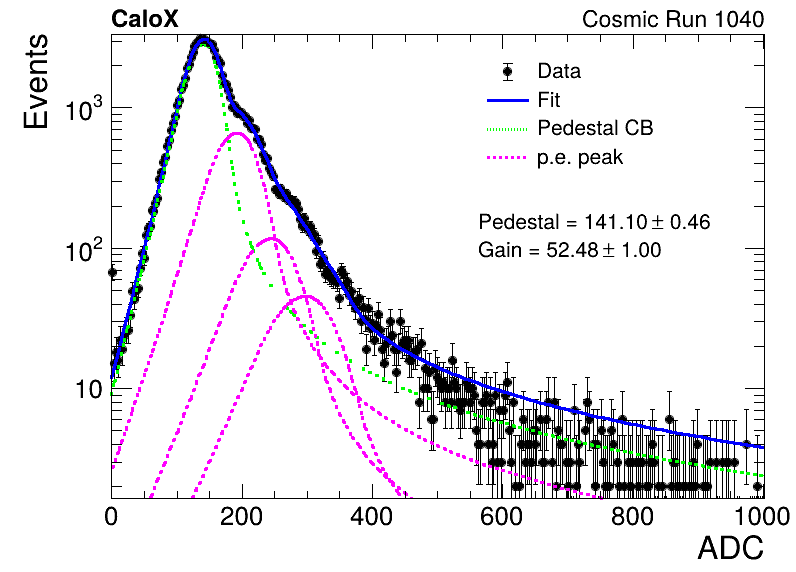 CaloX Cosmic Run 1040
Events
10³
10²
10
Data
Fit
Pedestal CB
p.e. peak
Pedestal = 141.10 ± 0.46
Gain = 52.48 ± 1.00
0 200 400 600 800 1000
ADC